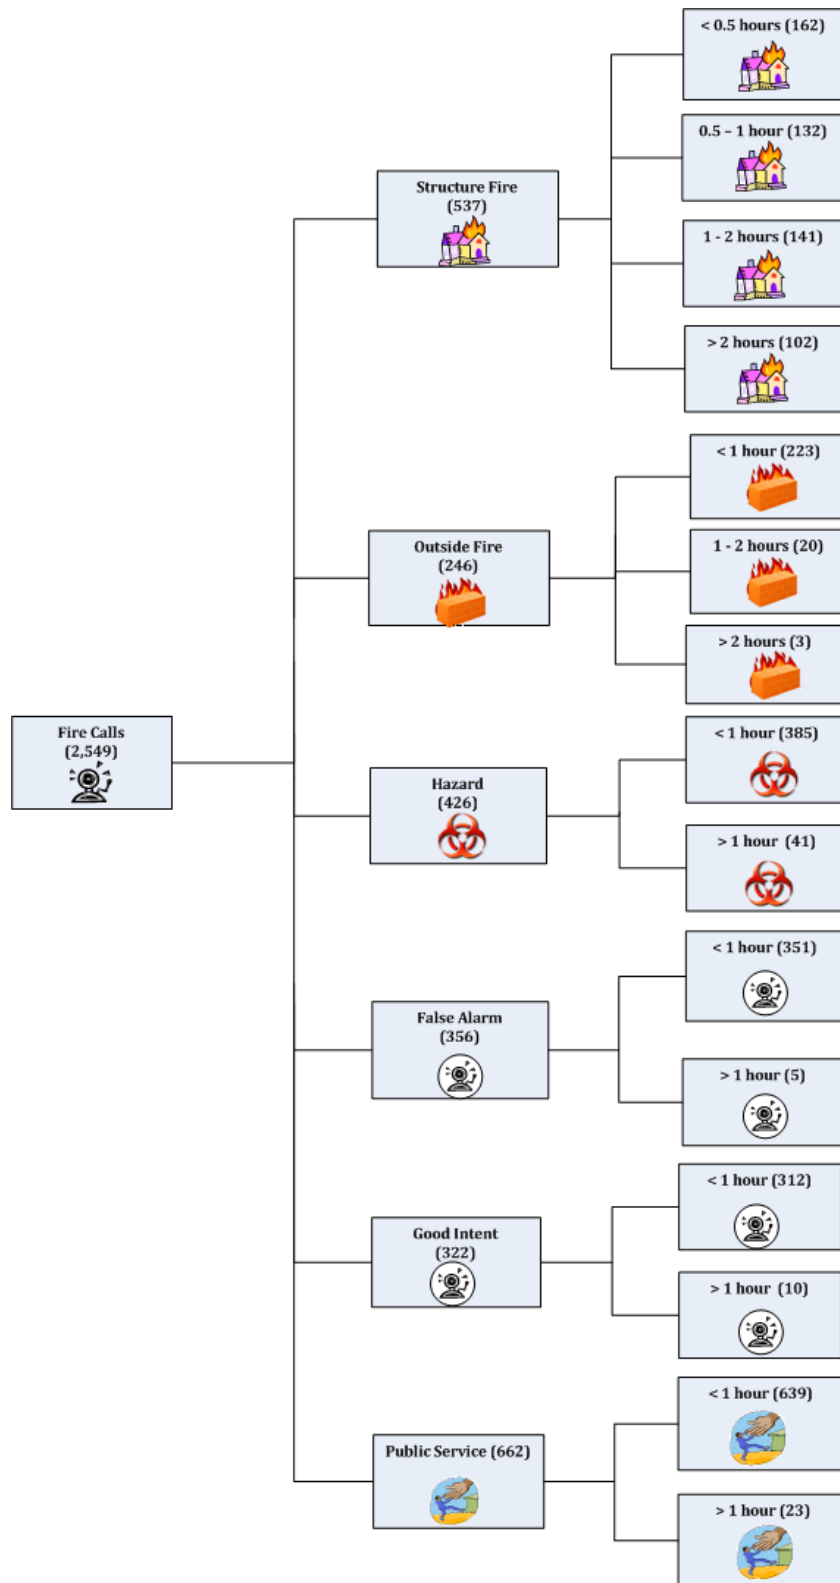 Fire Calls
(2,549)
Structure Fire
(537)
< 0.5 hours (162)
0.5 – 1 hour (132)
1 - 2 hours (141)
> 2 hours (102)
Outside Fire
(246)
< 1 hour (223)
1 - 2 hours (20)
> 2 hours (3)
Hazard
(426)
< 1 hour (385)
> 1 hour (41)
False Alarm
(356)
< 1 hour (351)
> 1 hour (5)
Good Intent
(322)
< 1 hour (312)
> 1 hour (10)
Public Service (662)
< 1 hour (639)
> 1 hour (23)